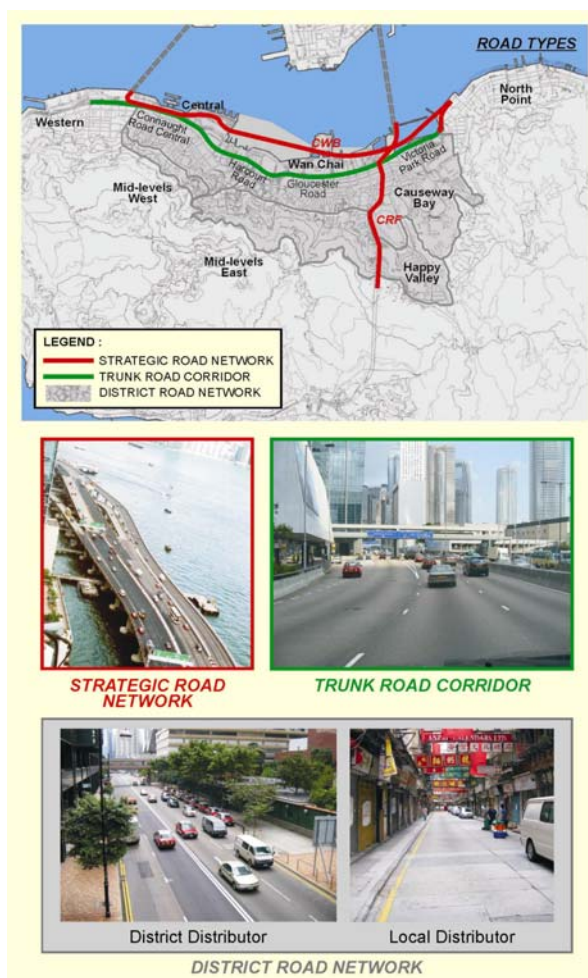 ROAD TYPES
North
Point
Central
Western
Connaught
Road Central
CWB
Victoria
Park Road
Wan Chai
Harcourt
Road
Gloucester
Road
Mid-levels
West
Causeway
Bay
CRF
Mid-levels
East
Happy
Valley
LEGEND :
STRATEGIC ROAD NETWORK
TRUNK ROAD CORRIDOR
DISTRICT ROAD NETWORK
STRATEGIC ROAD
NETWORK
TRUNK ROAD CORRIDOR
District Distributor
Local Distributor
DISTRICT ROAD NETWORK